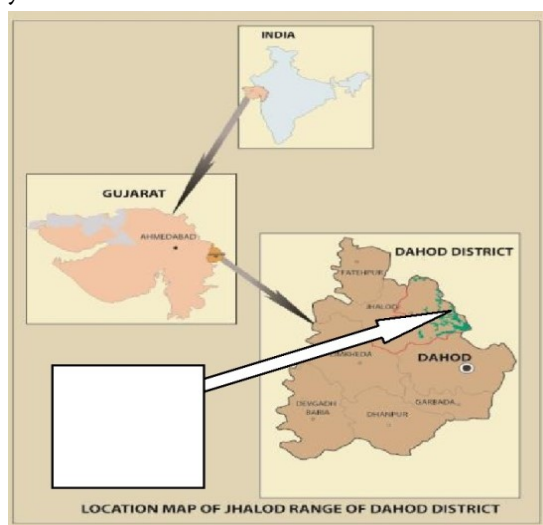 INDIA
GUJARAT
AHMEDABAD
DAHOD DISTRICT
FATEHPUR
JHALOD
LIMKHEDA
DAHOD
DEVGADH
BARIA
GARBADA
DHANPUR
LOCATION MAP OF JHALOD RANGE OF DAHOD DISTRICT